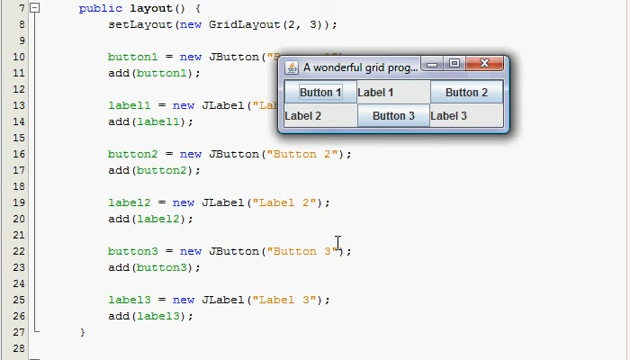 7 public layout() {
8 setLayout(new GridLayout(2, 3));
9
10 button1 = new JButton("B
11 add(button1);
12
13 label1 = new JLabel("La
14 add(label1);
15
16 button2 = new JButton("Button 2");
17 add(button2);
18
19 label2 = new JLabel("Label 2");
20 add(label2);
21
22 button3 = new JButton("Button 3");
23 add(button3);
24
25 label3 = new JLabel("Label 3");
26 add(label3);
27 }
28
A wonderful grid prog...
Button 1 Label 1 Button 2
Label 2 Button 3 Label 3